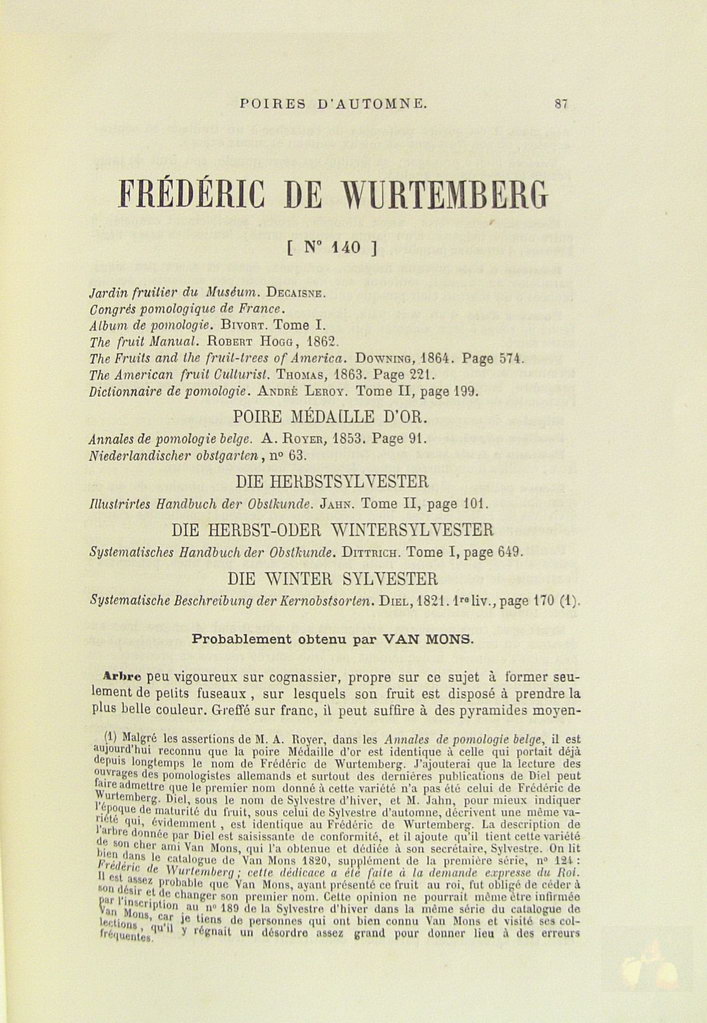 POIRES D'AUTOMNE. 87
FRÉDÉRIC DE WURTEMBERG
[ N° 140 ]
Jardin fruitier du Muséum. DECAISNE.
Congrès pomologique de France.
Album de pomologie. BIVORT. Tome I.
The fruit Manual. ROBERT HOGG, 1862.
The Fruits and the fruit-trees of America. DOWNING, 1864. Page 574.
The American fruit Culturist. THOMAS, 1863. Page 221.
Dictionnaire de pomologie. ANDRÉ LEROY. Tome II, page 199.
POIRE MÉDAILLE D'OR.
Annales de pomologie belge. A. ROYER, 1853. Page 91.
Niederlandischer obstgarten, n° 63.
DIE HERBSTSYLVESTER
Illustrirtes Handbuch der Obstkunde. JAHN. Tome II, page 101.
DIE HERBST-ODER WINTERSYLVESTER
Systematisches Handbuch der Obstkunde. DITTRICH. Tome I, page 649.
DIE WINTER SYLVESTER
Systematische Beschreibung der Kernobstsorten. DIEL, 1821. 1re liv., page 170 (1).
Probablement obtenu par VAN MONS.
Arbre peu vigoureux sur cognassier, propre sur ce sujet à former seu-
lement de petits fuseaux, sur lesquels son fruit est disposé à prendre la
plus belle couleur. Greffé sur franc, il peut suffire à des pyramides moyen-
(1) Malgré les assertions de M. A. Royer, dans les Annales de pomologie belge, il est
aujourd'hui reconnu que la poire Médaille d'or est identique à celle qui portait déjà
depuis longtemps le nom de Frédéric de Wurtemberg. J'ajouterai que la lecture des
ouvrages des pomologistes allemands et surtout des dernières publications de Diel peut
faire admettre que le premier nom donné à cette variété n'a pas été celui de Frédéric de
Wurtemberg. Diel, sous le nom de Sylvestre d'hiver, et M. Jahn, pour mieux indiquer
l'époque de maturité du fruit, sous celui de Sylvestre d'automne, décrivent une même va-
riété qui, évidemment, est identique au Frédéric de Wurtemberg. La description de
l'arbre donnée par Diel est saisissante de conformité, et il ajoute qu'il tient cette variété
de son cher ami Van Mons, qui l'a obtenue et dédiée à son secrétaire, Sylvestre. On lit
bien dans le catalogue de Van Mons 1820, supplément de la première série, n° 124 :
Frédéric de Wurtemberg ; cette dédicace a été faite à la demande expresse du Roi.
Il est assez probable que Van Mons, ayant présenté ce fruit au roi, fut obligé de céder à
son désir et de changer son premier nom. Cette opinion ne pourrait même être infirmée
par l'inscription au n° 189 de la Sylvestre d'hiver dans la même série du catalogue de
Van Mons, car je tiens de personnes qui ont bien connu Van Mons et visité ses col-
lections, qu'il y régnait un désordre assez grand pour donner lieu à des erreurs
fréquentes.